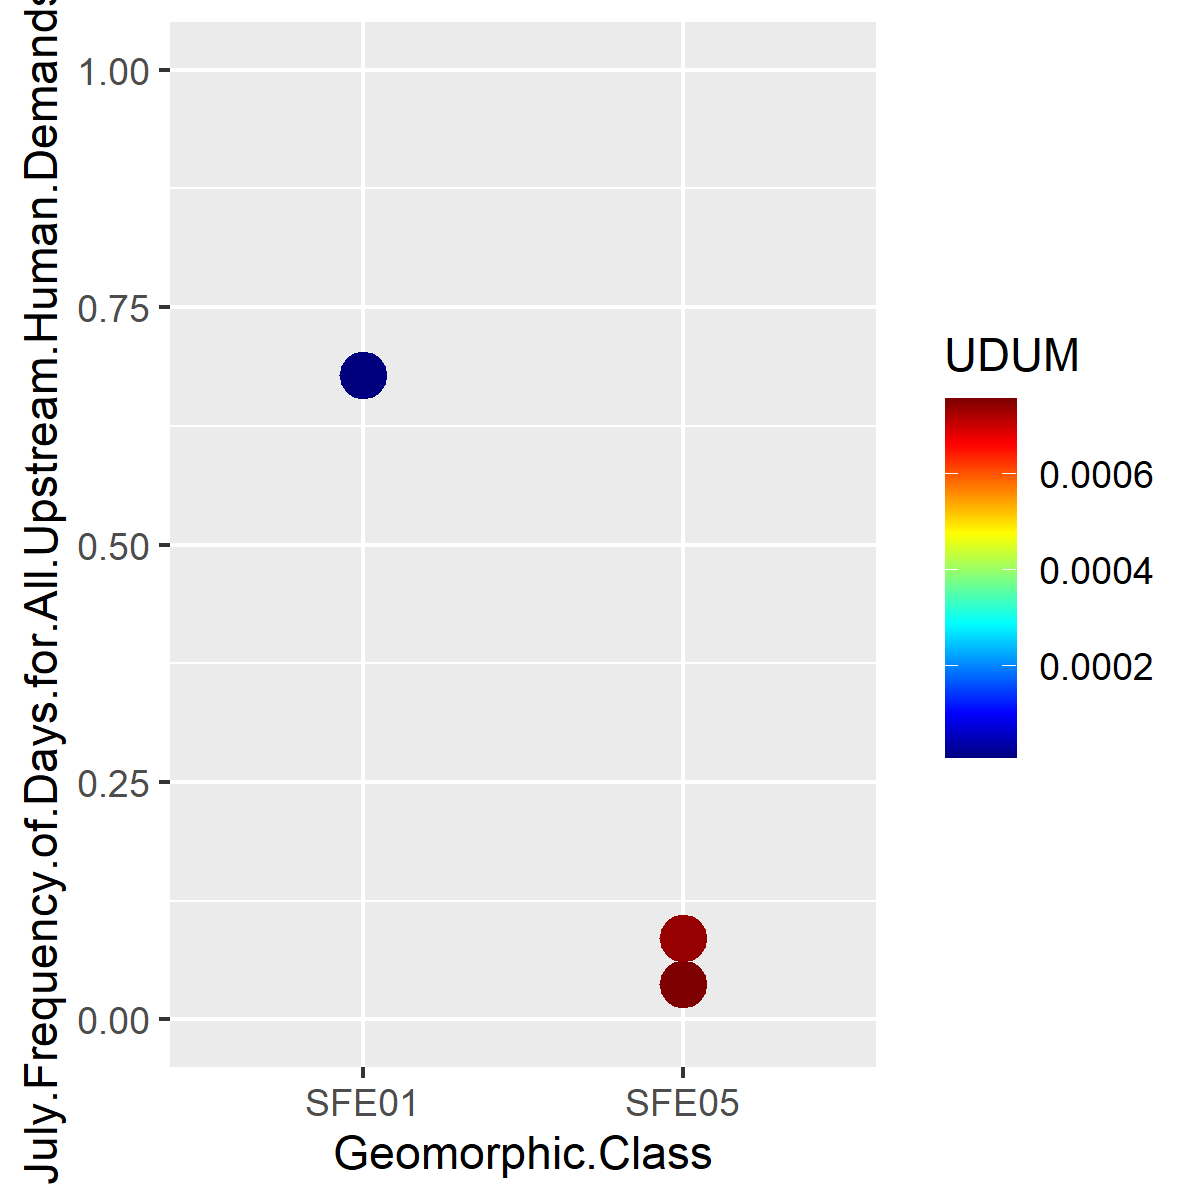 July.Frequency.of.Days.for.All.Upstream.Human.Demands
1.00
0.75
0.50
0.25
0.00
SFE01 SFE05
Geomorphic.Class
UDUM
0.0006
0.0004
0.0002